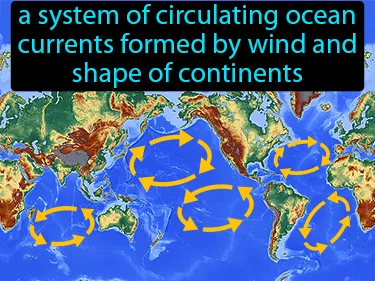 a system of circulating ocean
currents formed by wind and
shape of continents